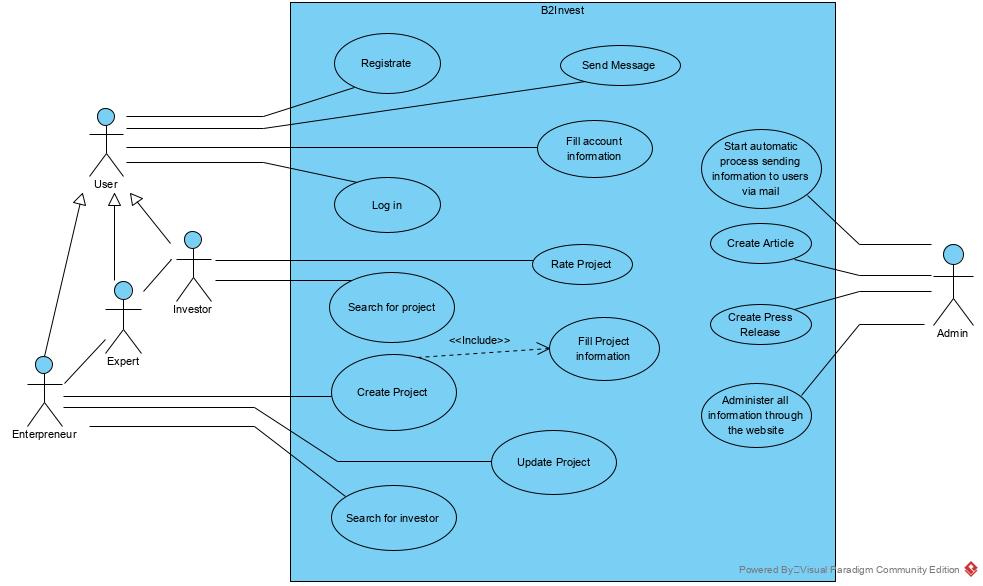 B2Invest
Registrate
Send Message
Fill account
information
Start automatic
process sending
information to users
via mail
User
Log in
Create Article
Rate Project
Investor
Search for project
Create Press
Release
Admin
<<Include>>
Fill Project
information
Expert
Create Project
Administer all
information through
the website
Enterpreneur
Update Project
Search for investor
Powered By Visual Paradigm Community Edition